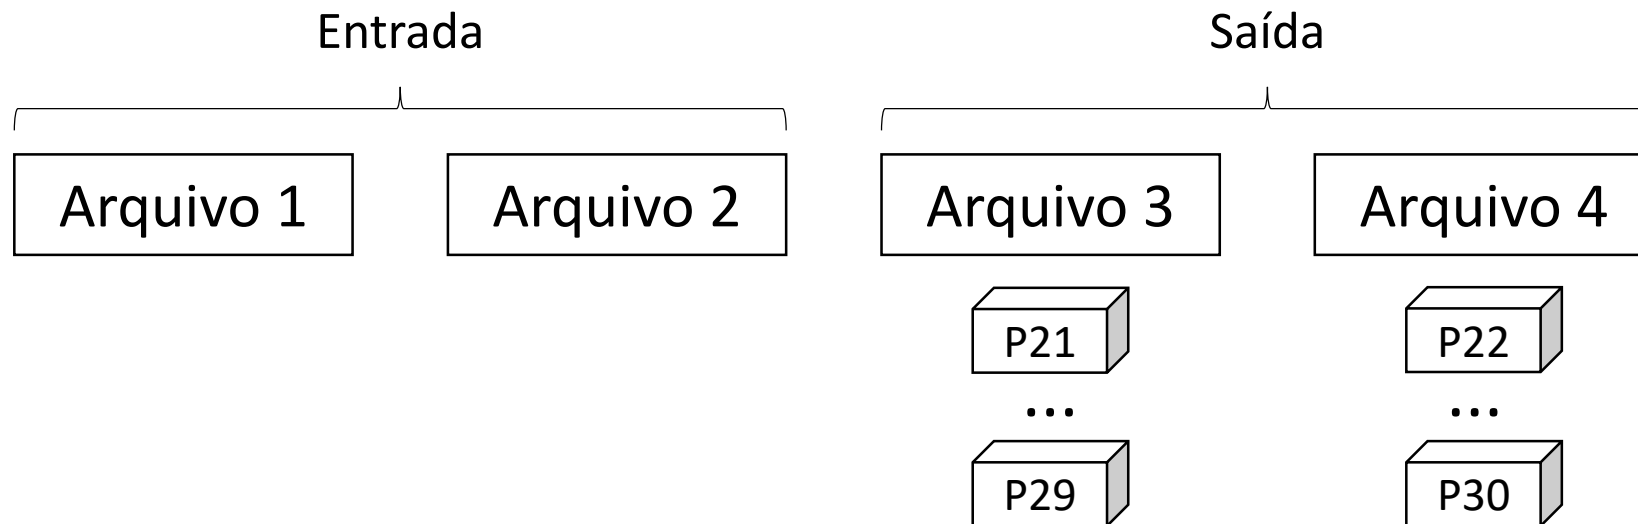 Entrada Saída
Arquivo 1 Arquivo 2 Arquivo 3 Arquivo 4
P21 P22
... ...
P29 P30